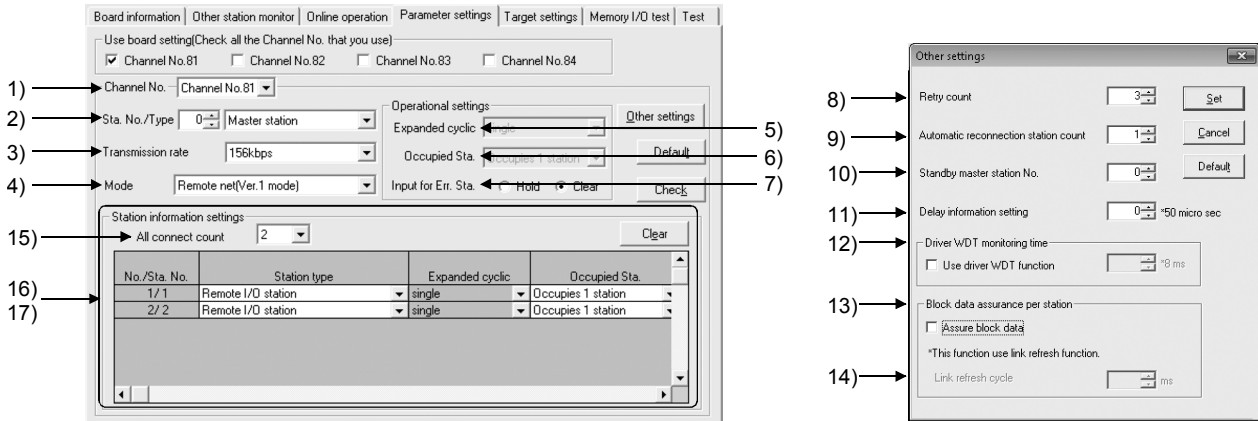 Board information | Other station monitor | Online operation | Parameter settings | Target settings | Memory I/O test | Test
Use board setting(Check all the Channel No. that you use)
Channel No.81 Channel No.82 Channel No.83 Channel No.84
1) Channel No. Channel No.81
2) Sta. No./Type 0 Master station
3) Transmission rate 156kbps
4) Mode Remote net(Ver.1 mode)
Operational settings
Expanded cyclic single 5)
Occupied Sta. Occupies 1 station 6)
Input for Err. Sta. Hold Clear 7)
Other settings
Default
Check
Station information settings
15) All connect count 2 Clear
16)
17)
No./Sta. No. Station type Expanded cyclic Occupied Sta.
1/ 1 Remote I/O station single Occupies 1 station
2/ 2 Remote I/O station single Occupies 1 station
Other settings
8) Retry count 3 Set
9) Automatic reconnection station count 1 Cancel
10) Standby master station No. 0 Default
11) Delay information setting 0 *50 micro sec
12) Driver WDT monitoring time
Use driver WDT function *8 ms
13) Block data assurance per station
Assure block data
*This function use link refresh function.
14) Link refresh cycle ms